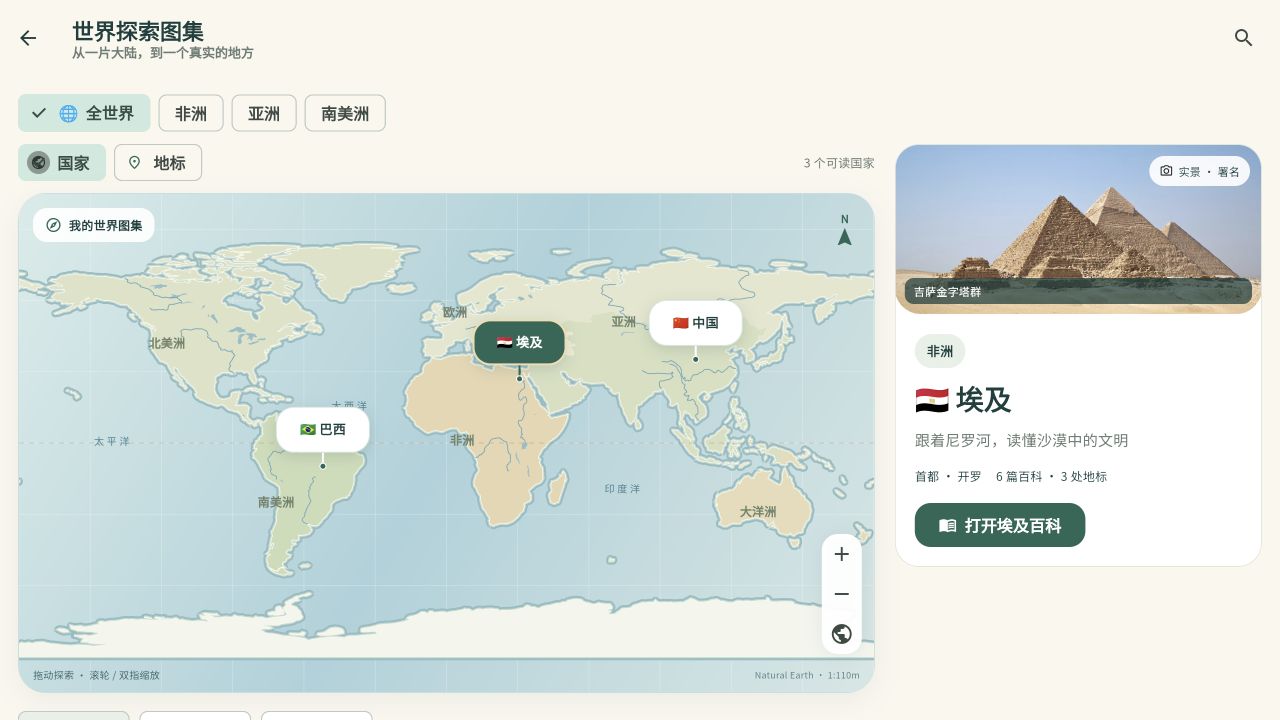 世界探索图集
从一片大陆，到一个真实的地方
🌐 全世界
非洲
亚洲
南美洲
国家
地标
3 个可读国家
我的世界图集
N
欧洲
亚洲
🇨🇳 中国
🇪🇬 埃及
北美洲
大西洋
🇧🇷 巴西
太平洋
非洲
印度洋
南美洲
大洋洲
拖动探索 · 滚轮 / 双指缩放
Natural Earth · 1:110m
实景 · 署名
吉萨金字塔群
非洲
🇪🇬 埃及
跟着尼罗河，读懂沙漠中的文明
首都 · 开罗 6 篇百科 · 3 处地标
打开埃及百科